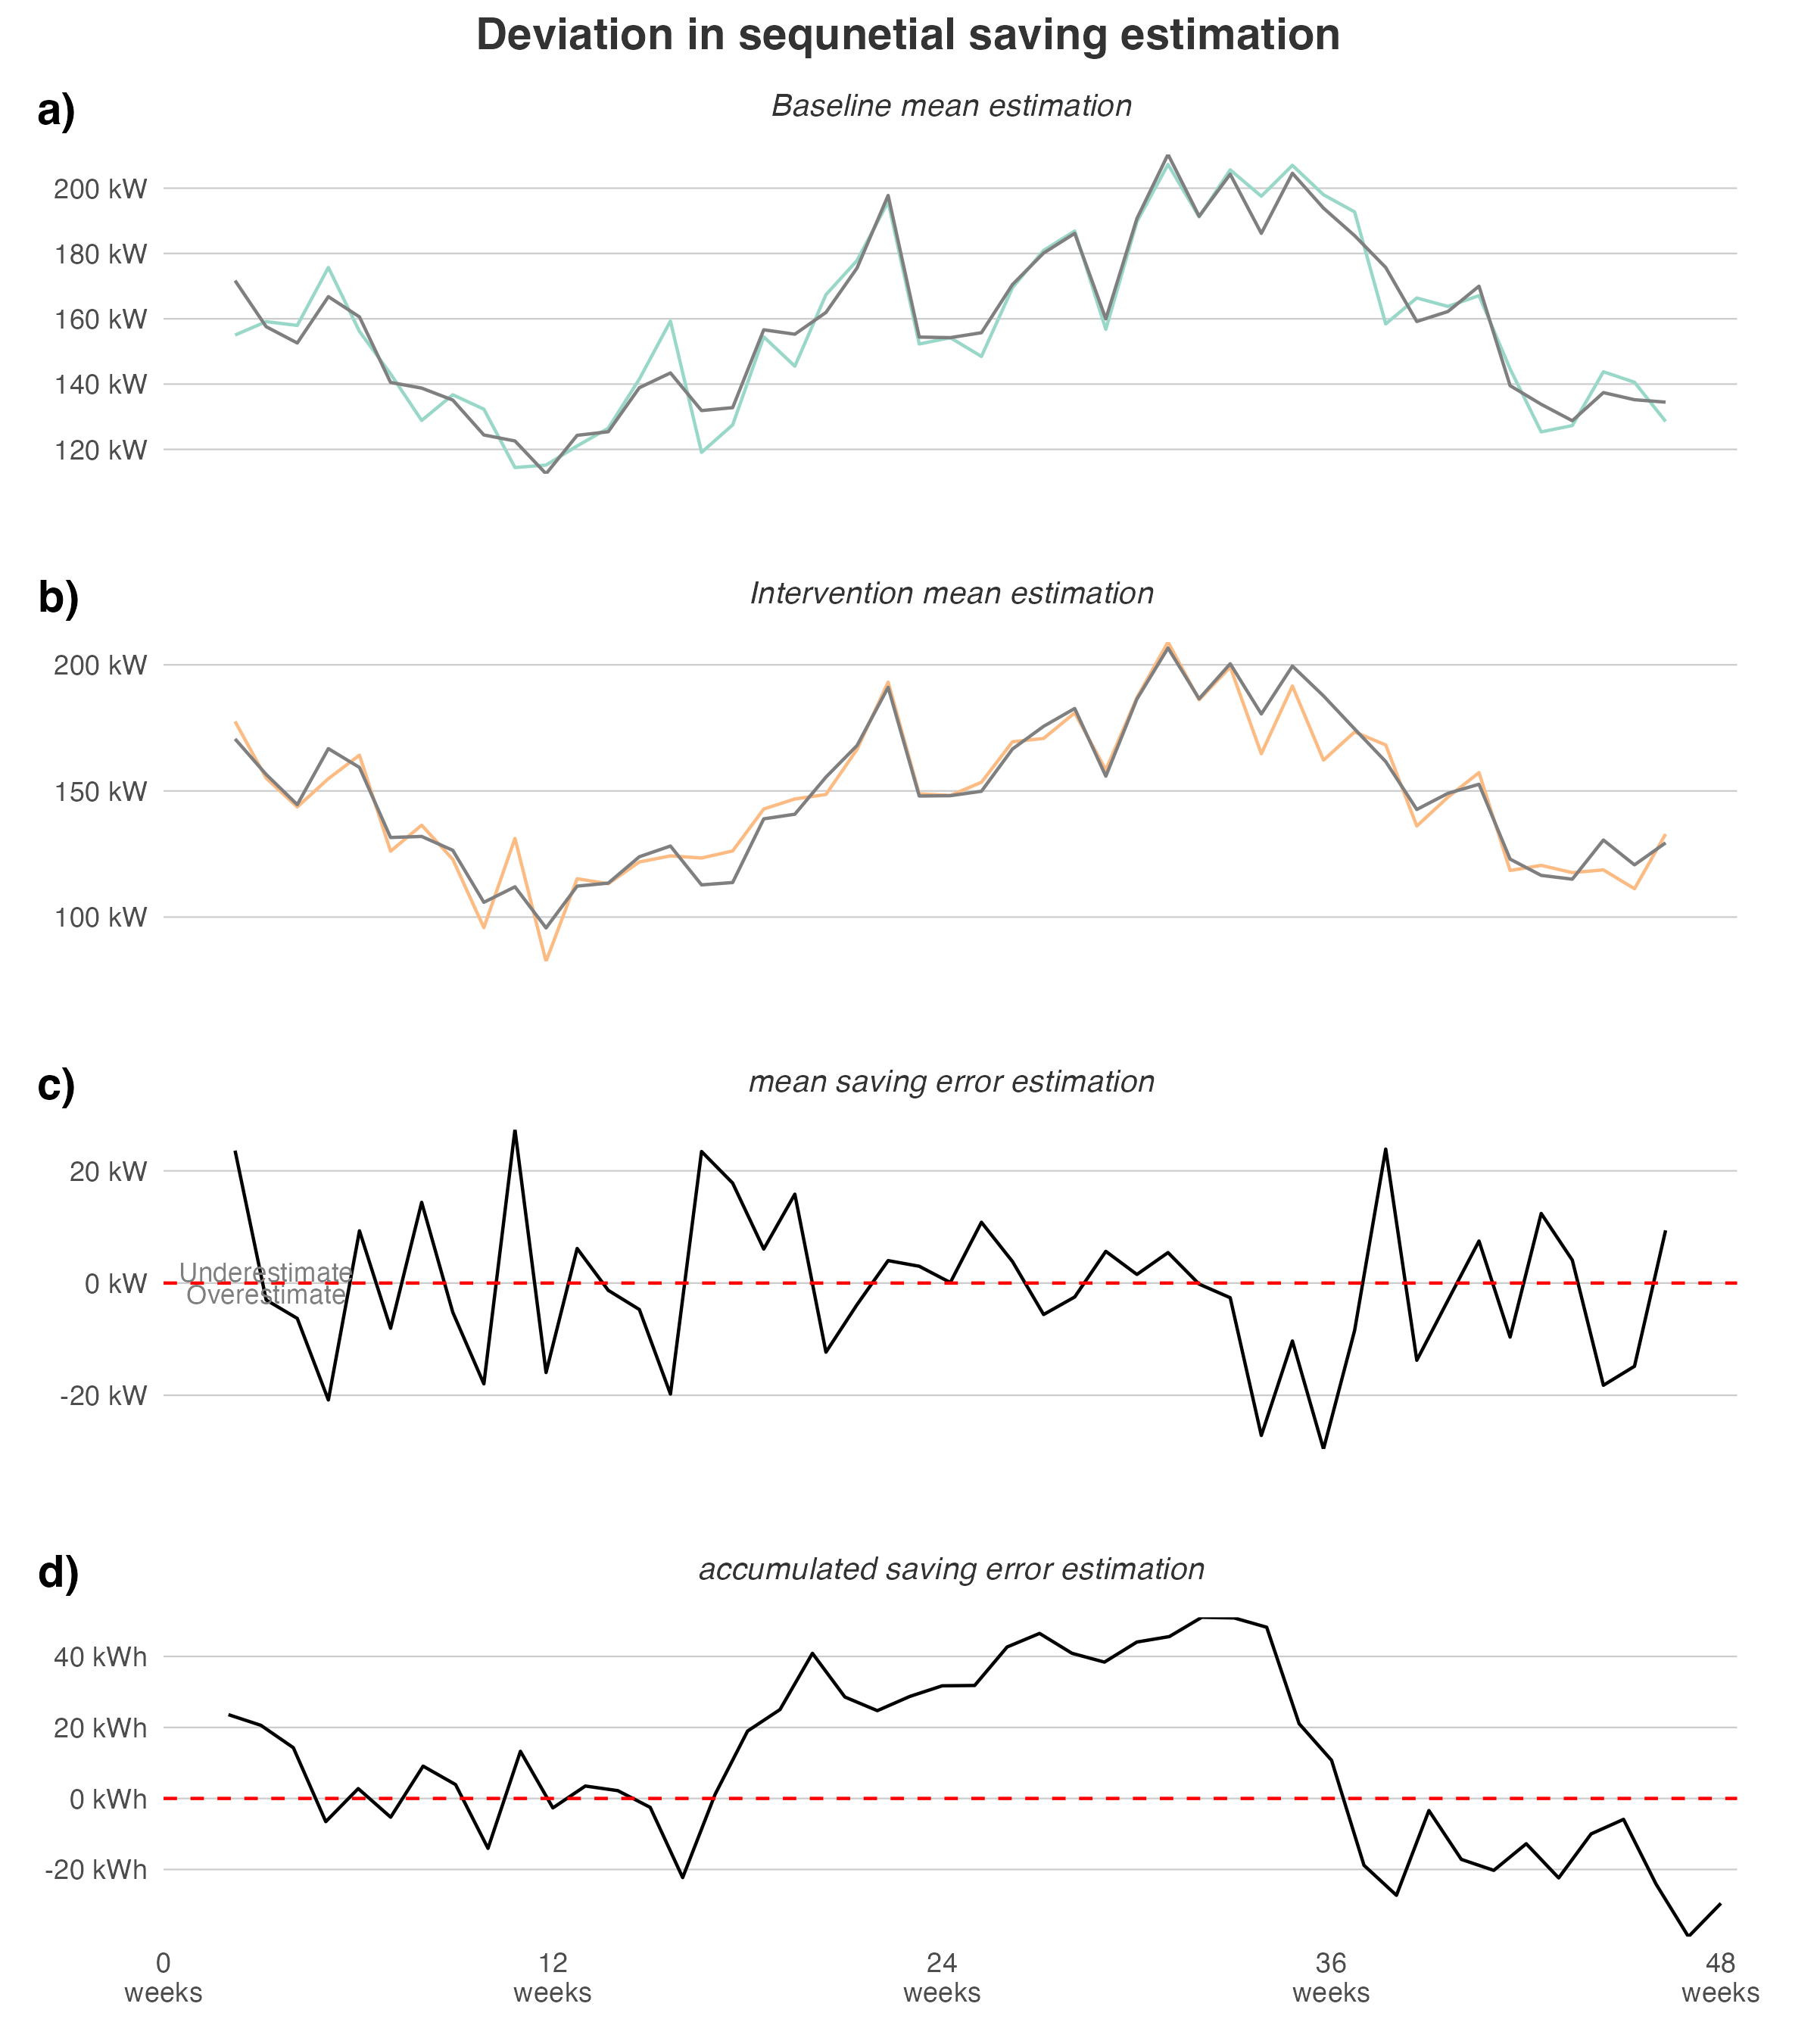 Deviation in sequnetial saving estimation
a)
Baseline mean estimation
200 kW
180 kW
160 kW
140 kW
120 kW
b)
Intervention mean estimation
200 kW
150 kW
100 kW
c)
mean saving error estimation
20 kW
Underestimate
0 kW
Overestimate
-20 kW
d)
accumulated saving error estimation
40 kWh
20 kWh
0 kWh
-20 kWh
0 12 24 36 48
weeks weeks weeks weeks weeks